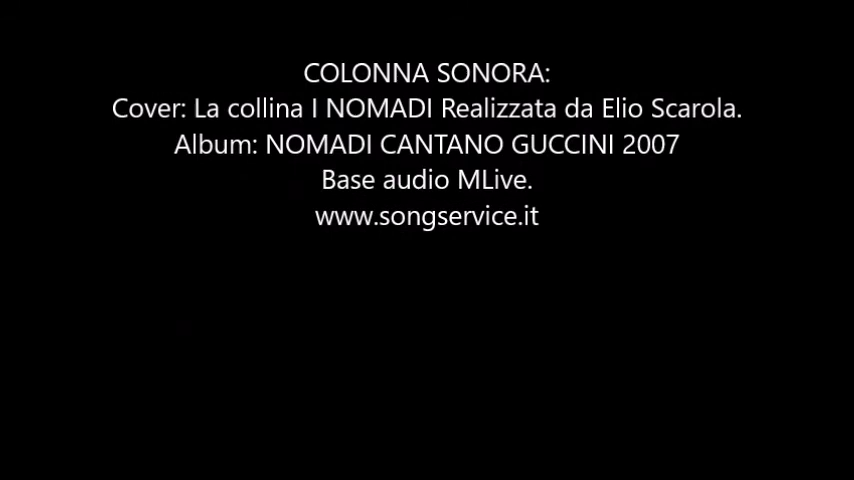 COLONNA SONORA:
Cover: La collina I NOMADI Realizzata da Elio Scarola.
Album: NOMADI CANTANO GUCCINI 2007
Base audio MLive.
www.songservice.it